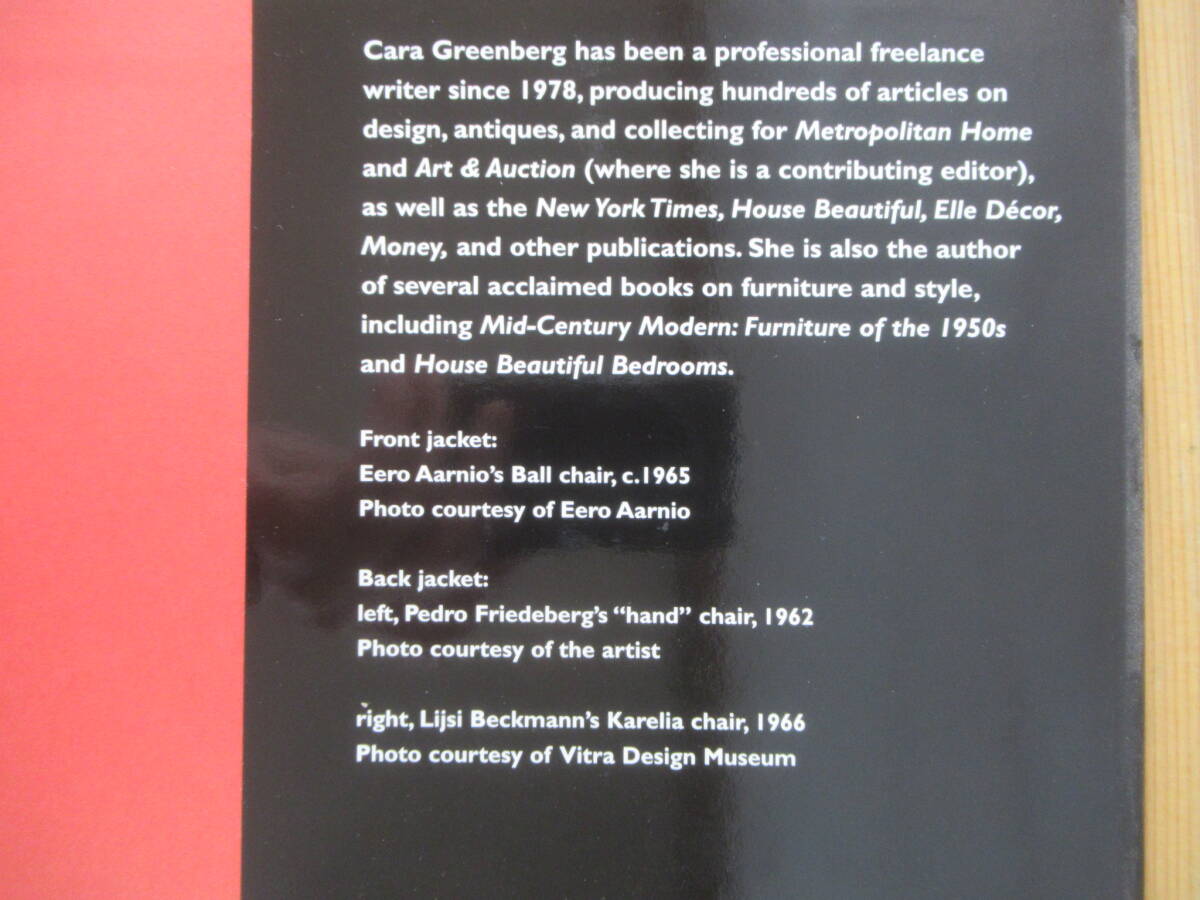 Cara Greenberg has been a professional freelance
writer since 1978, producing hundreds of articles on
design, antiques, and collecting for Metropolitan Home
and Art & Auction (where she is a contributing editor),
as well as the New York Times, House Beautiful, Elle Décor,
Money, and other publications. She is also the author
of several acclaimed books on furniture and style,
including Mid-Century Modern: Furniture of the 1950s
and House Beautiful Bedrooms.
Front jacket:
Eero Aarnio’s Ball chair, c.1965
Photo courtesy of Eero Aarnio
Back jacket:
left, Pedro Friedeberg’s “hand” chair, 1962
Photo courtesy of the artist
right, Lijsi Beckmann’s Karelia chair, 1966
Photo courtesy of Vitra Design Museum